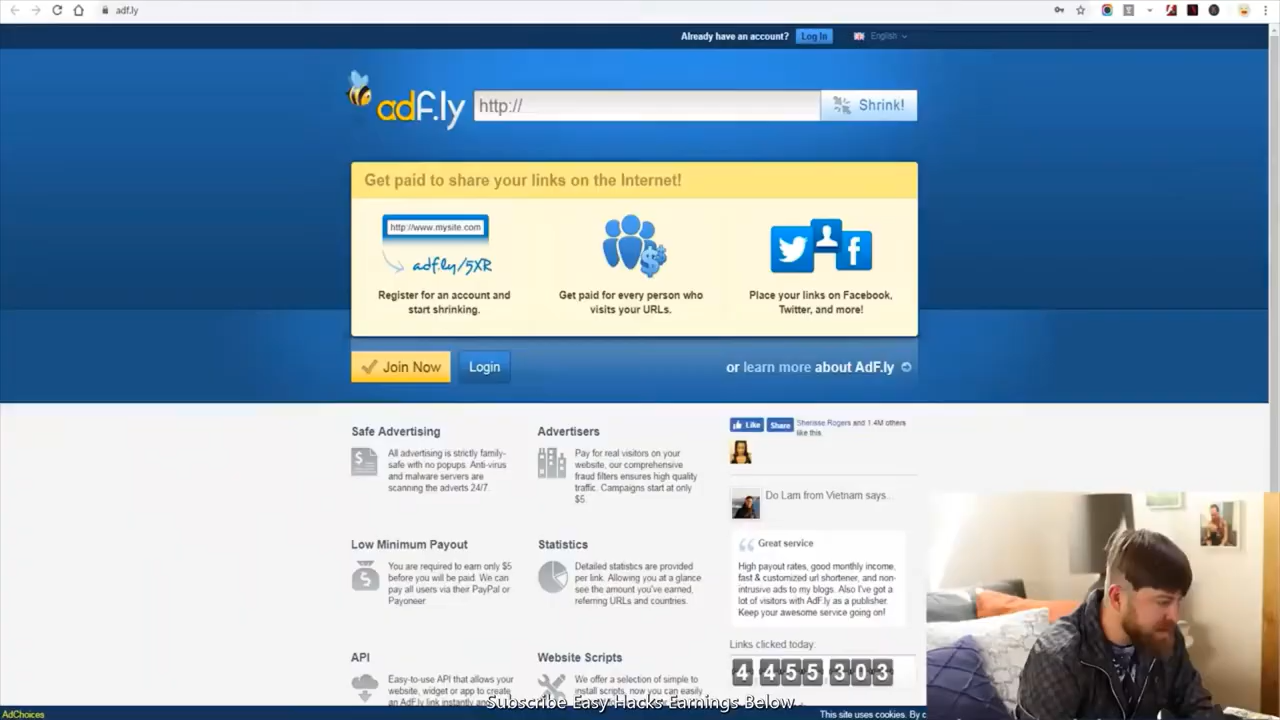 adf.ly
Already have an account? Log In English
adf.ly
http://
Shrink!
Get paid to share your links on the Internet!
http://www.mysite.com
adf.ly/5XR
Register for an account and
start shrinking.
Get paid for every person who
visits your URLs.
Place your links on Facebook,
Twitter, and more!
Join Now
Login
or learn more about AdF.ly
Safe Advertising
All advertising is strictly family-
safe with no popups. Anti-virus
and malware servers are
scanning the adverts 24/7.
Advertisers
Pay for real visitors on your
website, our comprehensive
fraud filters ensures high quality
traffic. Campaigns start at only
$5.
Like Share Sherisse Rogers and 1.4M others
like this.
Do Lam from Vietnam says...
Great service
High payout rates, good monthly income,
fast & customized url shortener, and non-
intrusive ads to my blogs. Also I've got a
lot of visitors with AdF.ly as a publisher.
Keep your awesome service going on!
Low Minimum Payout
You are required to earn only $5
before you will be paid. We can
pay all users via their PayPal or
Payoneer
Statistics
Detailed statistics are provided
per link. Allowing you at a glance
see the amount you've earned,
referring URLs and countries.
Links clicked today:
4 455 303
API
Easy-to-use API that allows your
website, widget or app to create
an AdF.ly link instantly
Website Scripts
We offer a selection of simple to
install scripts, now you can easily
Subscribe Easy Hacks Earnings Below
AdChoices
This site uses cookies. By c